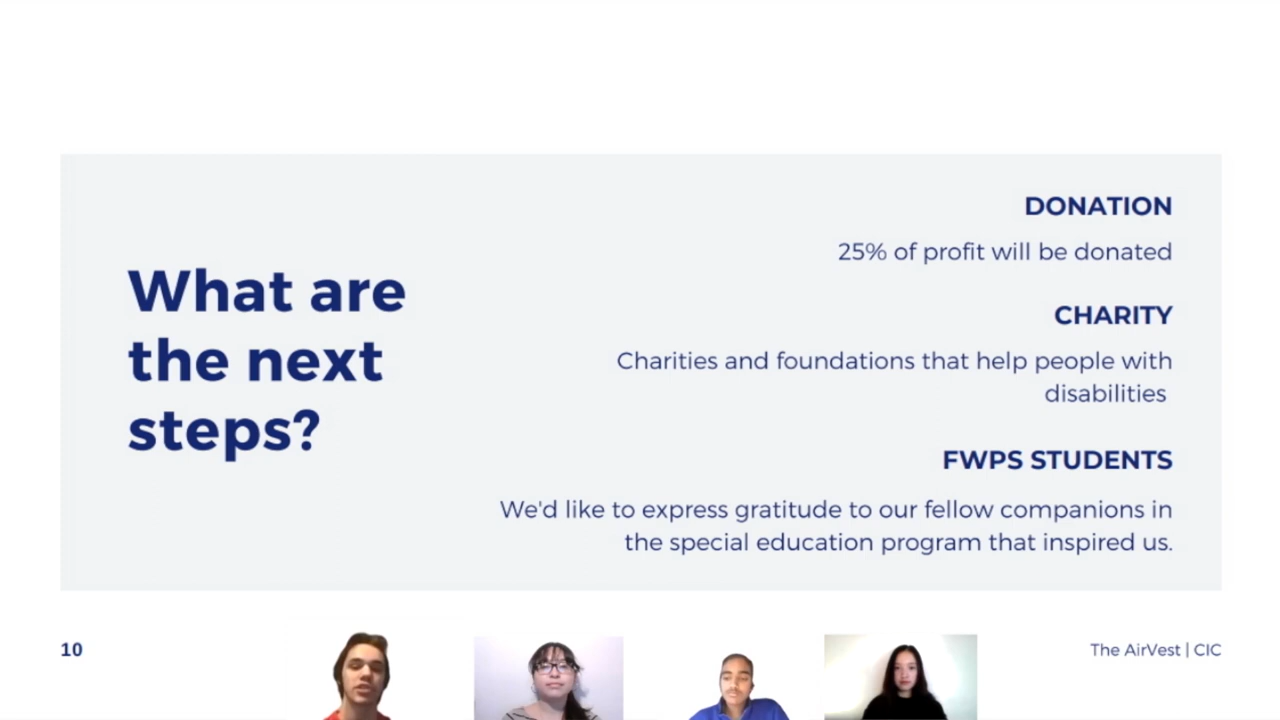 What are
the next
steps?
DONATION
25% of profit will be donated
CHARITY
Charities and foundations that help people with
disabilities
FWPS STUDENTS
We'd like to express gratitude to our fellow companions in
the special education program that inspired us.
10
The AirVest | CIC